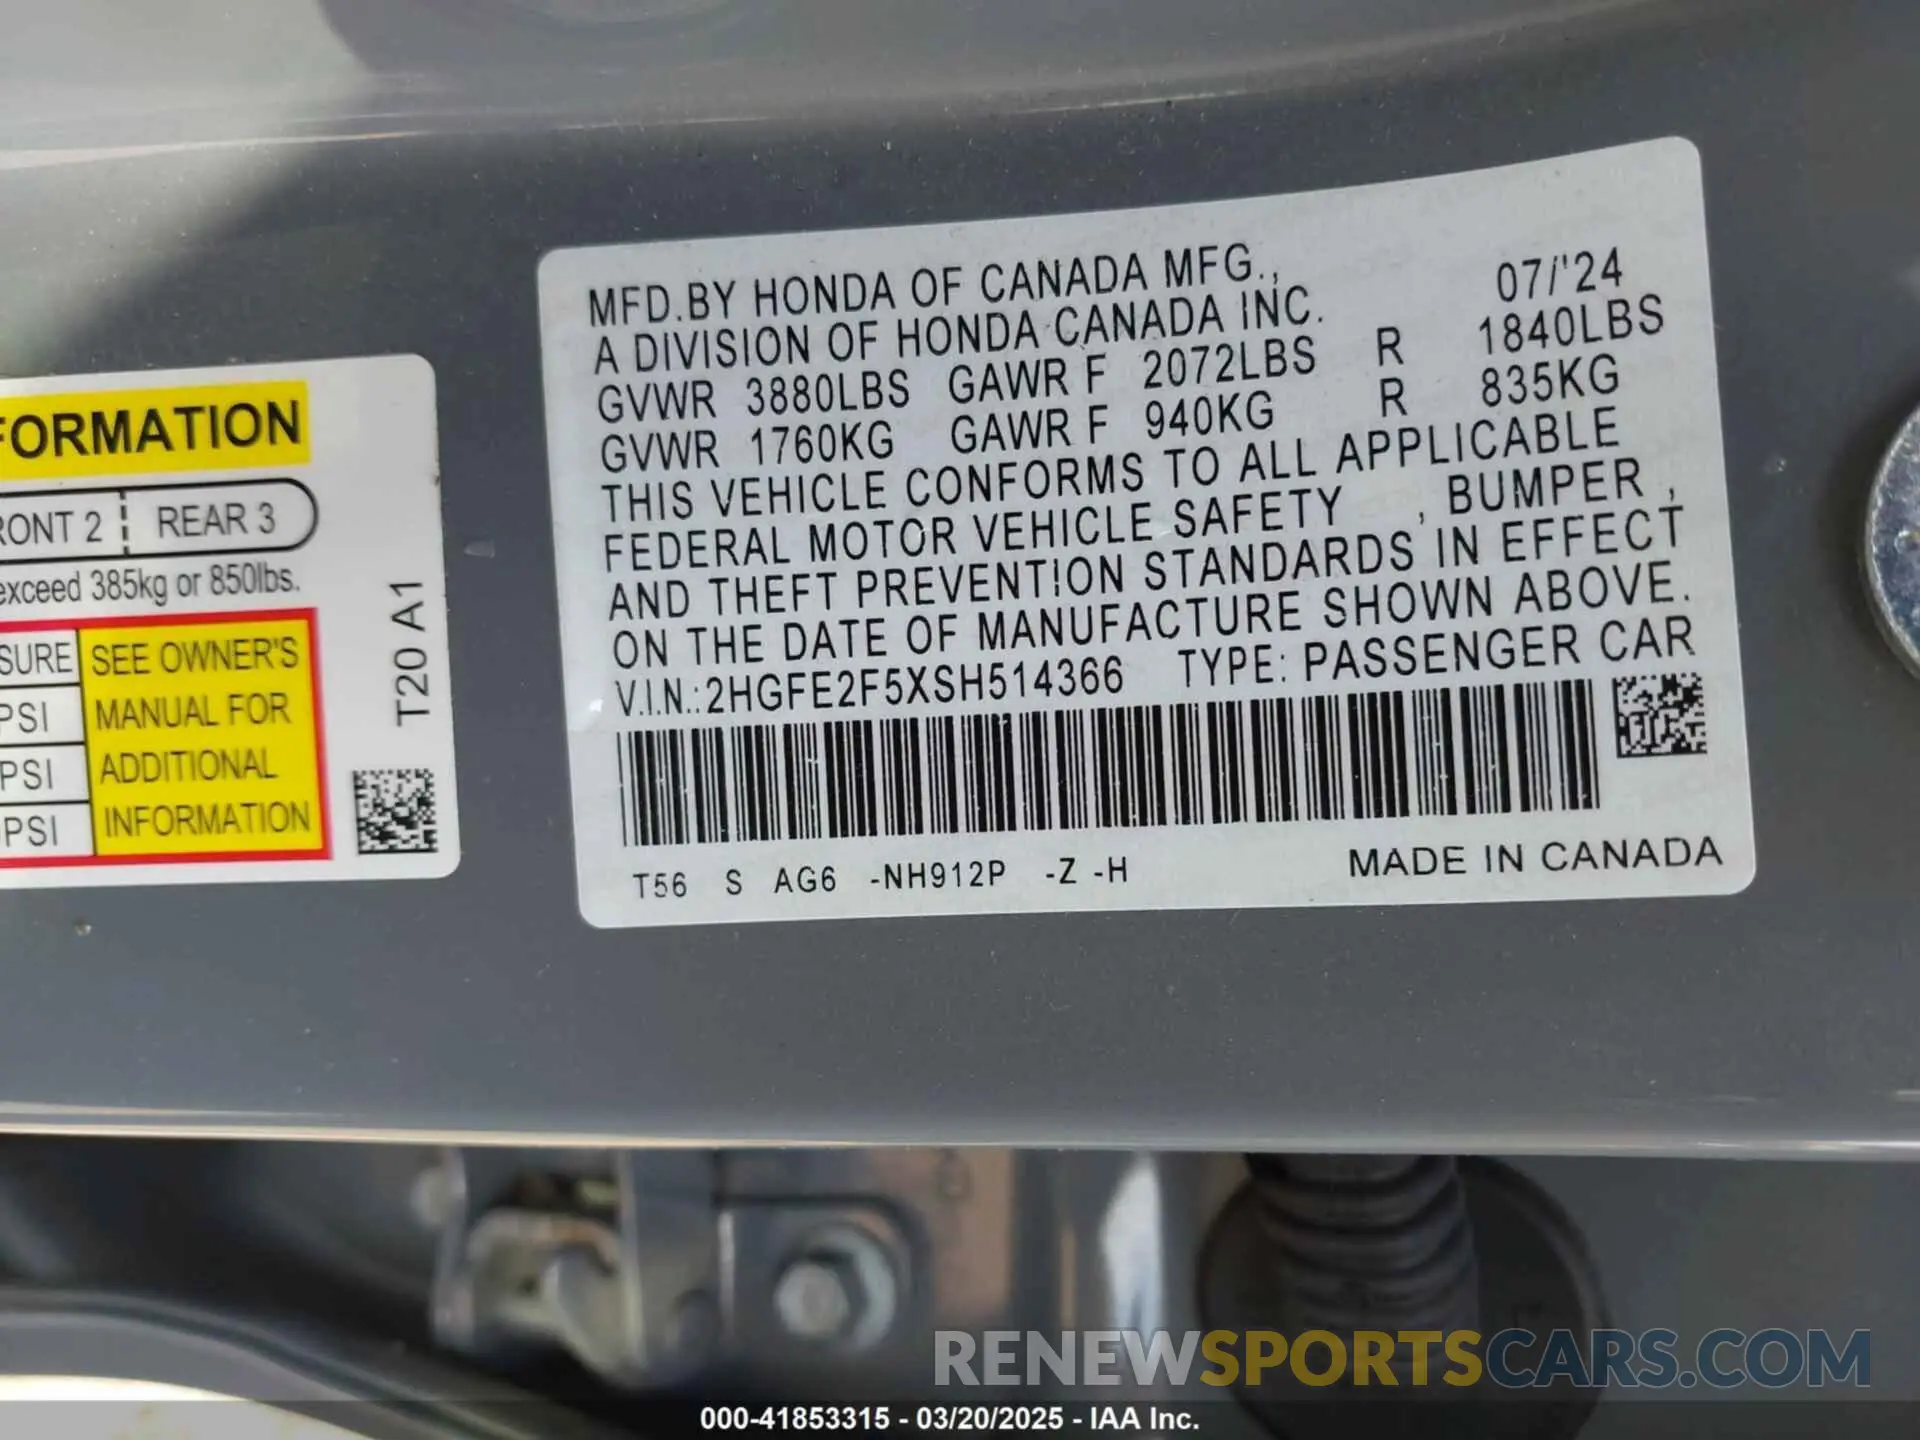 FORMATION
RONT 2 REAR 3
exceed 385kg or 850lbs.
SURE SEE OWNER'S
PSI MANUAL FOR
PSI ADDITIONAL
PSI INFORMATION
T20 A1
MFD.BY HONDA OF CANADA MFG., 07/'24
A DIVISION OF HONDA CANADA INC.
GVWR 3880LBS GAWR F 2072LBS R 1840LBS
GVWR 1760KG GAWR F 940KG R 835KG
THIS VEHICLE CONFORMS TO ALL APPLICABLE
FEDERAL MOTOR VEHICLE SAFETY , BUMPER ,
AND THEFT PREVENTION STANDARDS IN EFFECT
ON THE DATE OF MANUFACTURE SHOWN ABOVE.
V.I.N.:2HGFE2F5XSH514366 TYPE: PASSENGER CAR
T56 S AG6 -NH912P -Z -H MADE IN CANADA
RENEWSPORTSCARS.COM
000-41853315 - 03/20/2025 - IAA Inc.